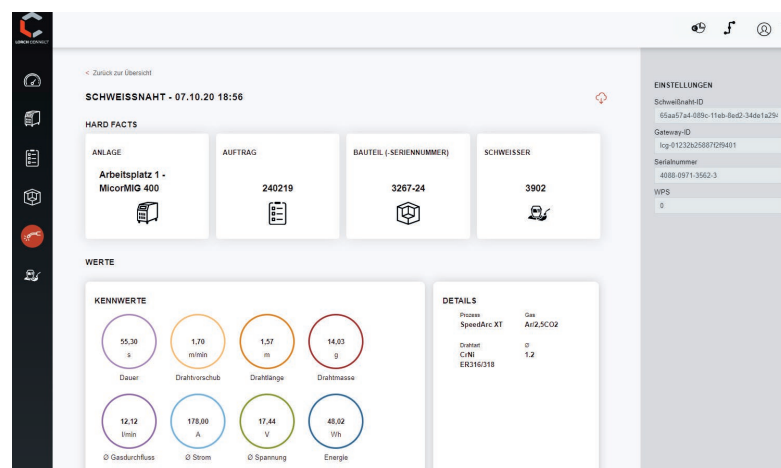 LORCH CONNECT
< Zurück zur Übersicht
SCHWEISSNAHT - 07.10.20 18:56
HARD FACTS
ANLAGE
Arbeitsplatz 1 -
MicorMIG 400
AUFTRAG
240219
BAUTEIL (-SERIENNUMMER)
3267-24
SCHWEISSER
3902
WERTE
KENNWERTE
55,30
s
Dauer
1,70
m/min
Drahtvorschub
1,57
m
Drahtlänge
14,03
g
Drahtmasse
12,12
l/min
Ø Gasdurchfluss
178,00
A
Ø Strom
17,44
V
Ø Spannung
48,02
Wh
Energie
DETAILS
Prozess
SpeedArc XT
Gas
Ar/2,5CO2
Drahtart
CrNi
ER316/318
Ø
1.2
EINSTELLUNGEN
Schweißnaht-ID
65aa57a4-089c-11eb-8ed2-34de1a294
Gateway-ID
lcg-01232b25887f2f9401
Serialnummer
4088-0971-3562-3
WPS
0